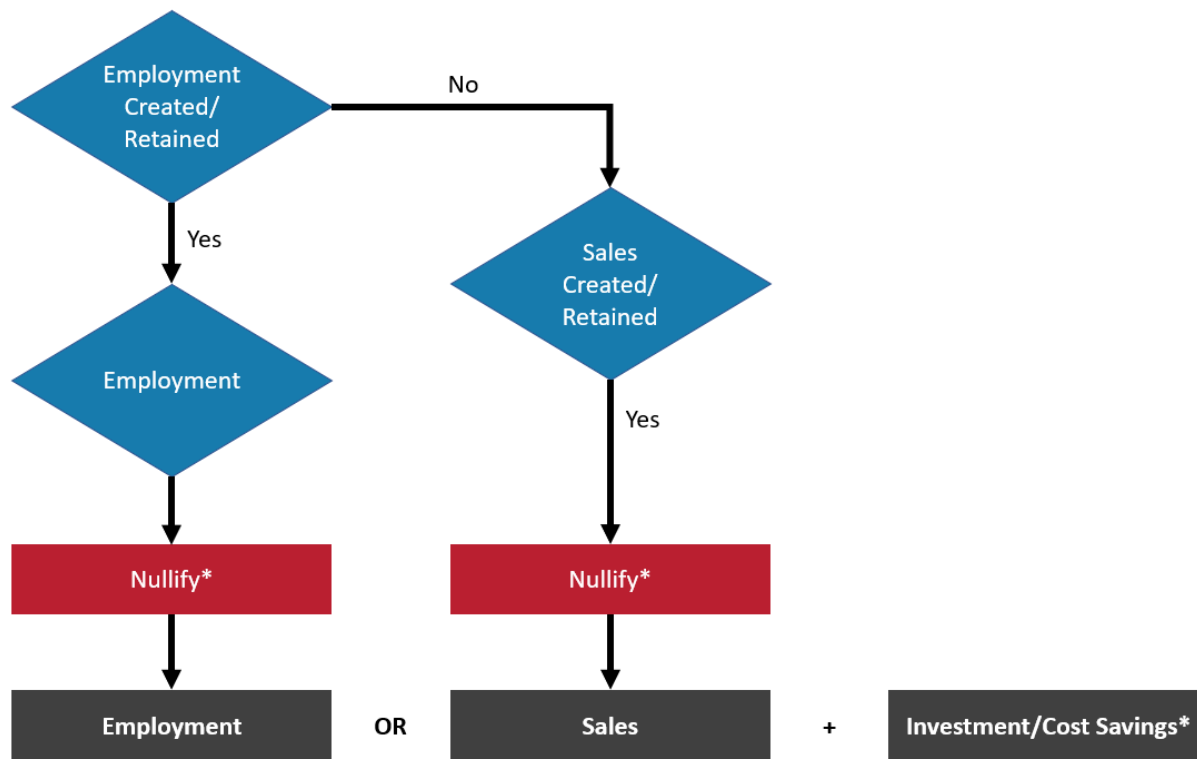 Employment
Created/
Retained
No
Yes
Sales
Created/
Retained
Employment
Yes
Nullify*
Nullify*
Employment OR Sales + Investment/Cost Savings*